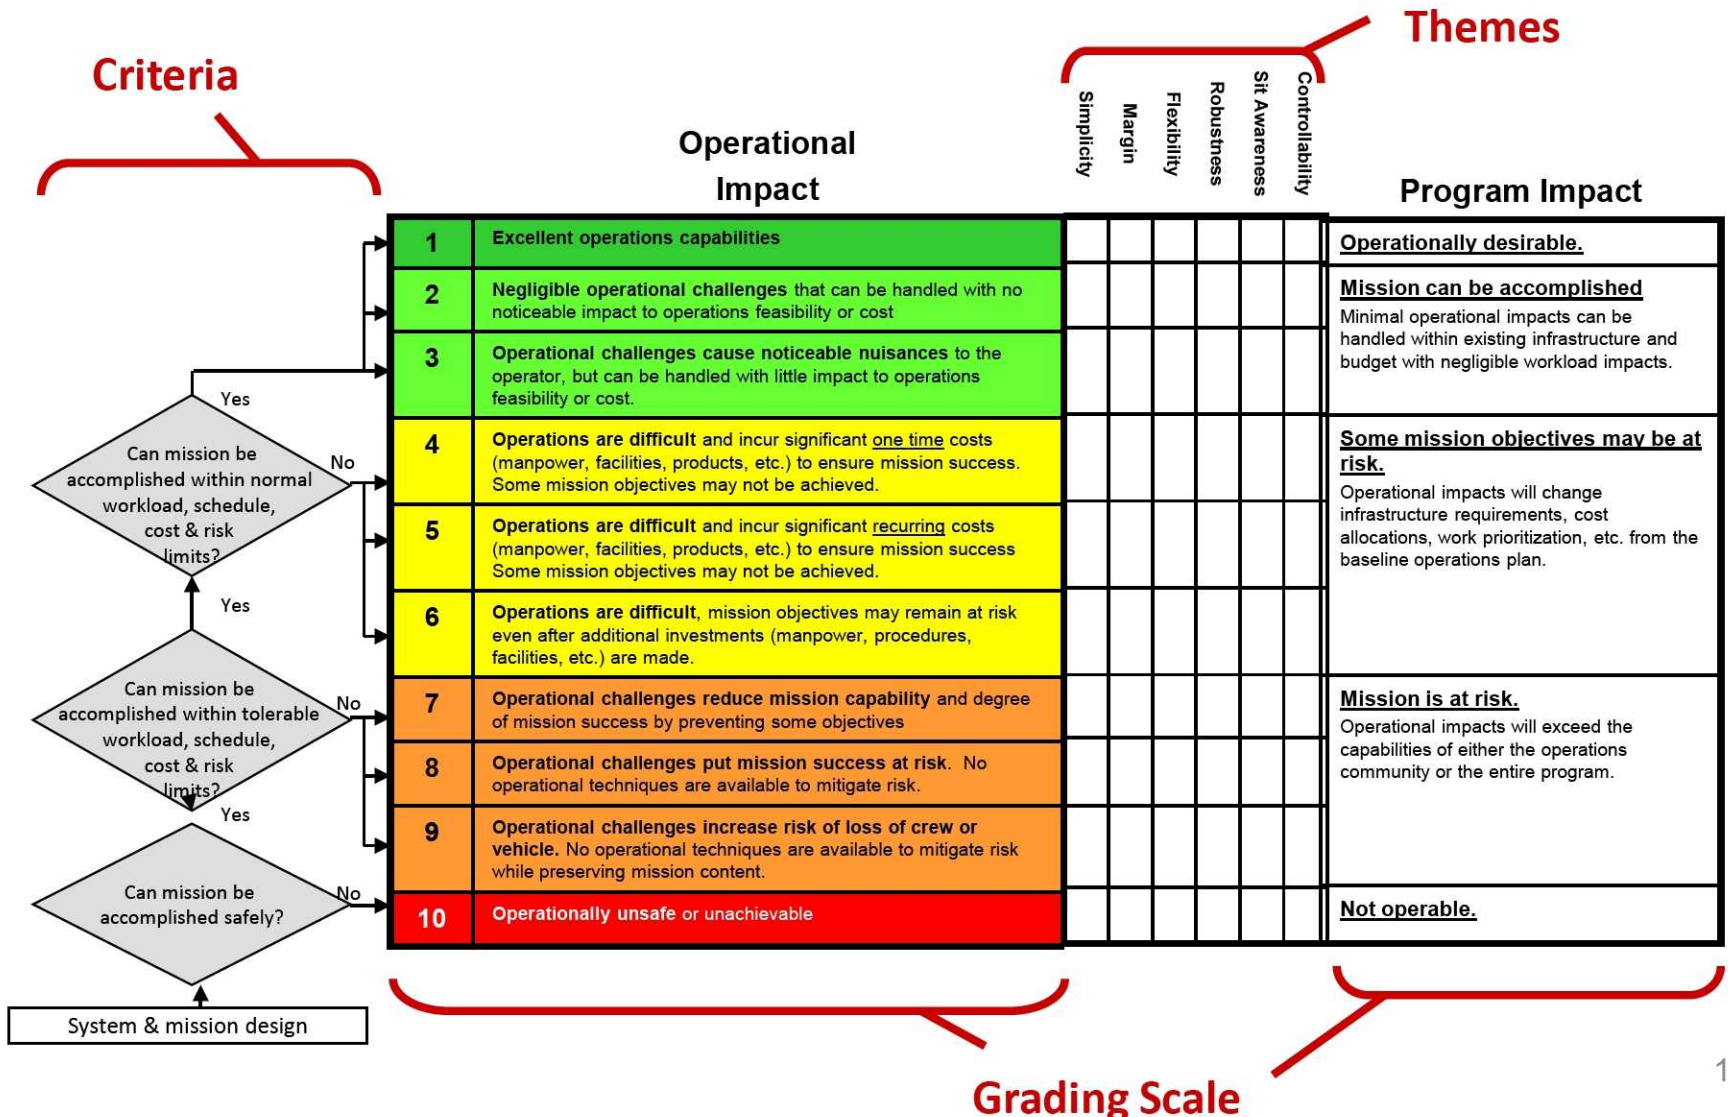 Themes
Criteria
Simplicity
Margin
Flexibility
Robustness
Sit Awareness
Controllability
Operational
Impact
Program Impact
1
Excellent operations capabilities
Operationally desirable.
2
Negligible operational challenges that can be handled with no
noticeable impact to operations feasibility or cost
Mission can be accomplished
Minimal operational impacts can be
handled within existing infrastructure and
budget with negligible workload impacts.
3
Operational challenges cause noticeable nuisances to the
operator, but can be handled with little impact to operations
feasibility or cost.
Yes
Can mission be
accomplished within normal
workload, schedule,
cost & risk
limits?
No
4
Operations are difficult and incur significant one time costs
(manpower, facilities, products, etc.) to ensure mission success.
Some mission objectives may not be achieved.
Some mission objectives may be at
risk.
Operational impacts will change
infrastructure requirements, cost
allocations, work prioritization, etc. from the
baseline operations plan.
5
Operations are difficult and incur significant recurring costs
(manpower, facilities, products, etc.) to ensure mission success
Some mission objectives may not be achieved.
Yes
6
Operations are difficult, mission objectives may remain at risk
even after additional investments (manpower, procedures,
facilities, etc.) are made.
Can mission be
accomplished within tolerable
workload, schedule,
cost & risk
limits?
No
7
Operational challenges reduce mission capability and degree
of mission success by preventing some objectives
Mission is at risk.
Operational impacts will exceed the
capabilities of either the operations
community or the entire program.
8
Operational challenges put mission success at risk. No
operational techniques are available to mitigate risk.
Yes
9
Operational challenges increase risk of loss of crew or
vehicle. No operational techniques are available to mitigate risk
while preserving mission content.
Can mission be
accomplished safely?
No
10
Operationally unsafe or unachievable
Not operable.
System & mission design
Grading Scale
1